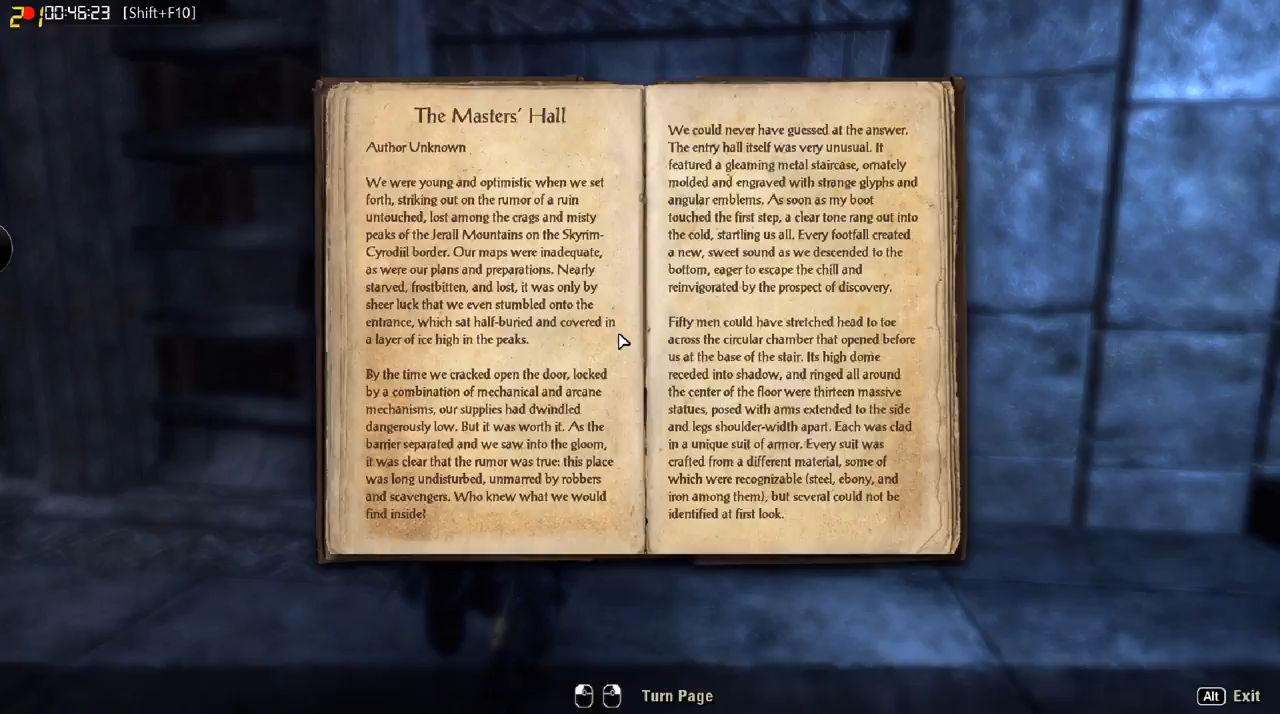 21 00:46:23 [Shift+F10]
The Masters' Hall
Author Unknown
We were young and optimistic when we set
forth, striking out on the rumor of a ruin
untouched, lost among the crags and misty
peaks of the Jerall Mountains on the Skyrim-
Cyrodiil border. Our maps were inadequate,
as were our plans and preparations. Nearly
starved, frostbitten, and lost, it was only by
sheer luck that we even stumbled onto the
entrance, which sat half-buried and covered in
a layer of ice high in the peaks.
By the time we cracked open the door, locked
by a combination of mechanical and arcane
mechanisms, our supplies had dwindled
dangerously low. But it was worth it. As the
barrier separated and we saw into the gloom,
it was clear that the rumor was true: this place
was long undisturbed, unmarred by robbers
and scavengers. Who knew what we would
find inside?
We could never have guessed at the answer.
The entry hall itself was very unusual. It
featured a gleaming metal staircase, ornately
molded and engraved with strange glyphs and
angular emblems. As soon as my boot
touched the first step, a clear tone rang out into
the cold, startling us all. Every footfall created
a new, sweet sound as we descended to the
bottom, eager to escape the chill and
reinvigorated by the prospect of discovery.
Fifty men could have stretched head to toe
across the circular chamber that opened before
us at the base of the stair. Its high dome
receded into shadow, and ringed all around
the center of the floor were thirteen massive
statues, posed with arms extended to the side
and legs shoulder-width apart. Each was clad
in a unique suit of armor. Every suit was
crafted from a different material, some of
which were recognizable (steel, ebony, and
iron among them), but several could not be
identified at first look.
Turn Page
Alt Exit